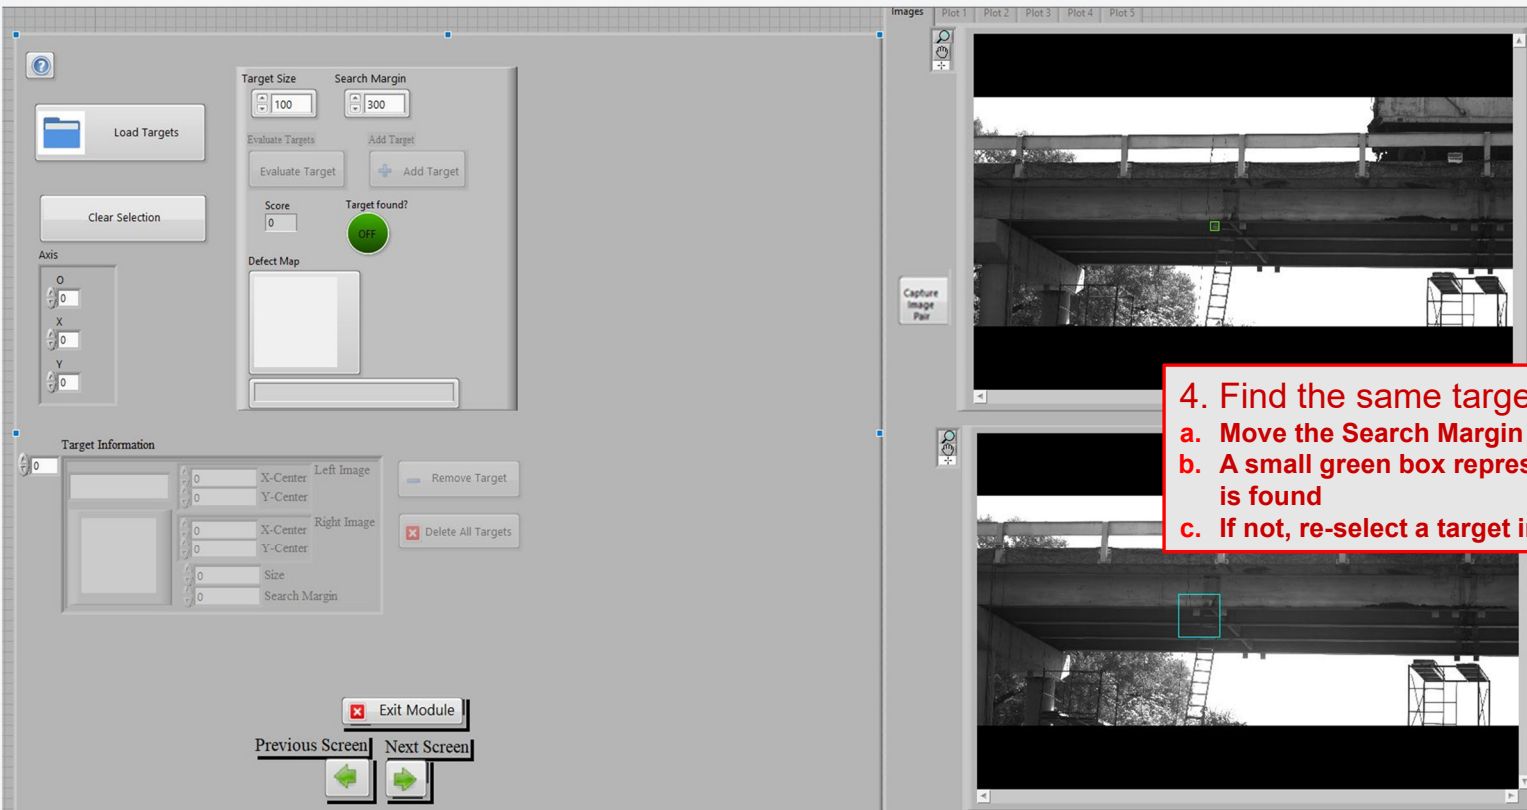 Images Plot 1 Plot 2 Plot 3 Plot 4 Plot 5
Target Size Search Margin
100 300
Load Targets
Evaluate Targets Add Target
Evaluate Target Add Target
Clear Selection
Score Target found?
0 OFF
Axis
O
0
X
0
Y
0
Defect Map
Capture
Image
Pair
4. Find the same targe
a. Move the Search Margin
b. A small green box repres
is found
c. If not, re-select a target i
Target Information
0
0 X-Center Left Image
0 Y-Center
0 X-Center Right Image
0 Y-Center
0 Size
0 Search Margin
Remove Target
Delete All Targets
Exit Module
Previous Screen Next Screen